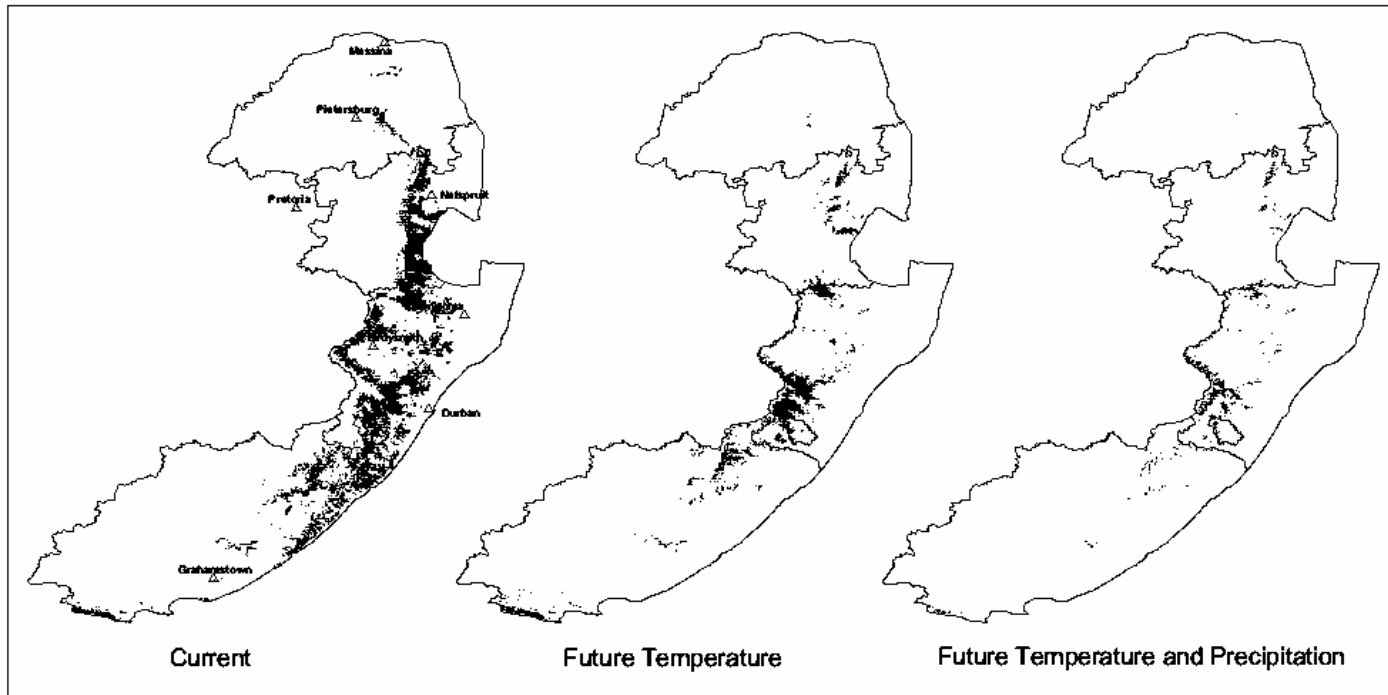 Messina
Pietersburg
Pretoria
Nelspruit
Durban
Grahamstown
Current
Future Temperature
Future Temperature and Precipitation